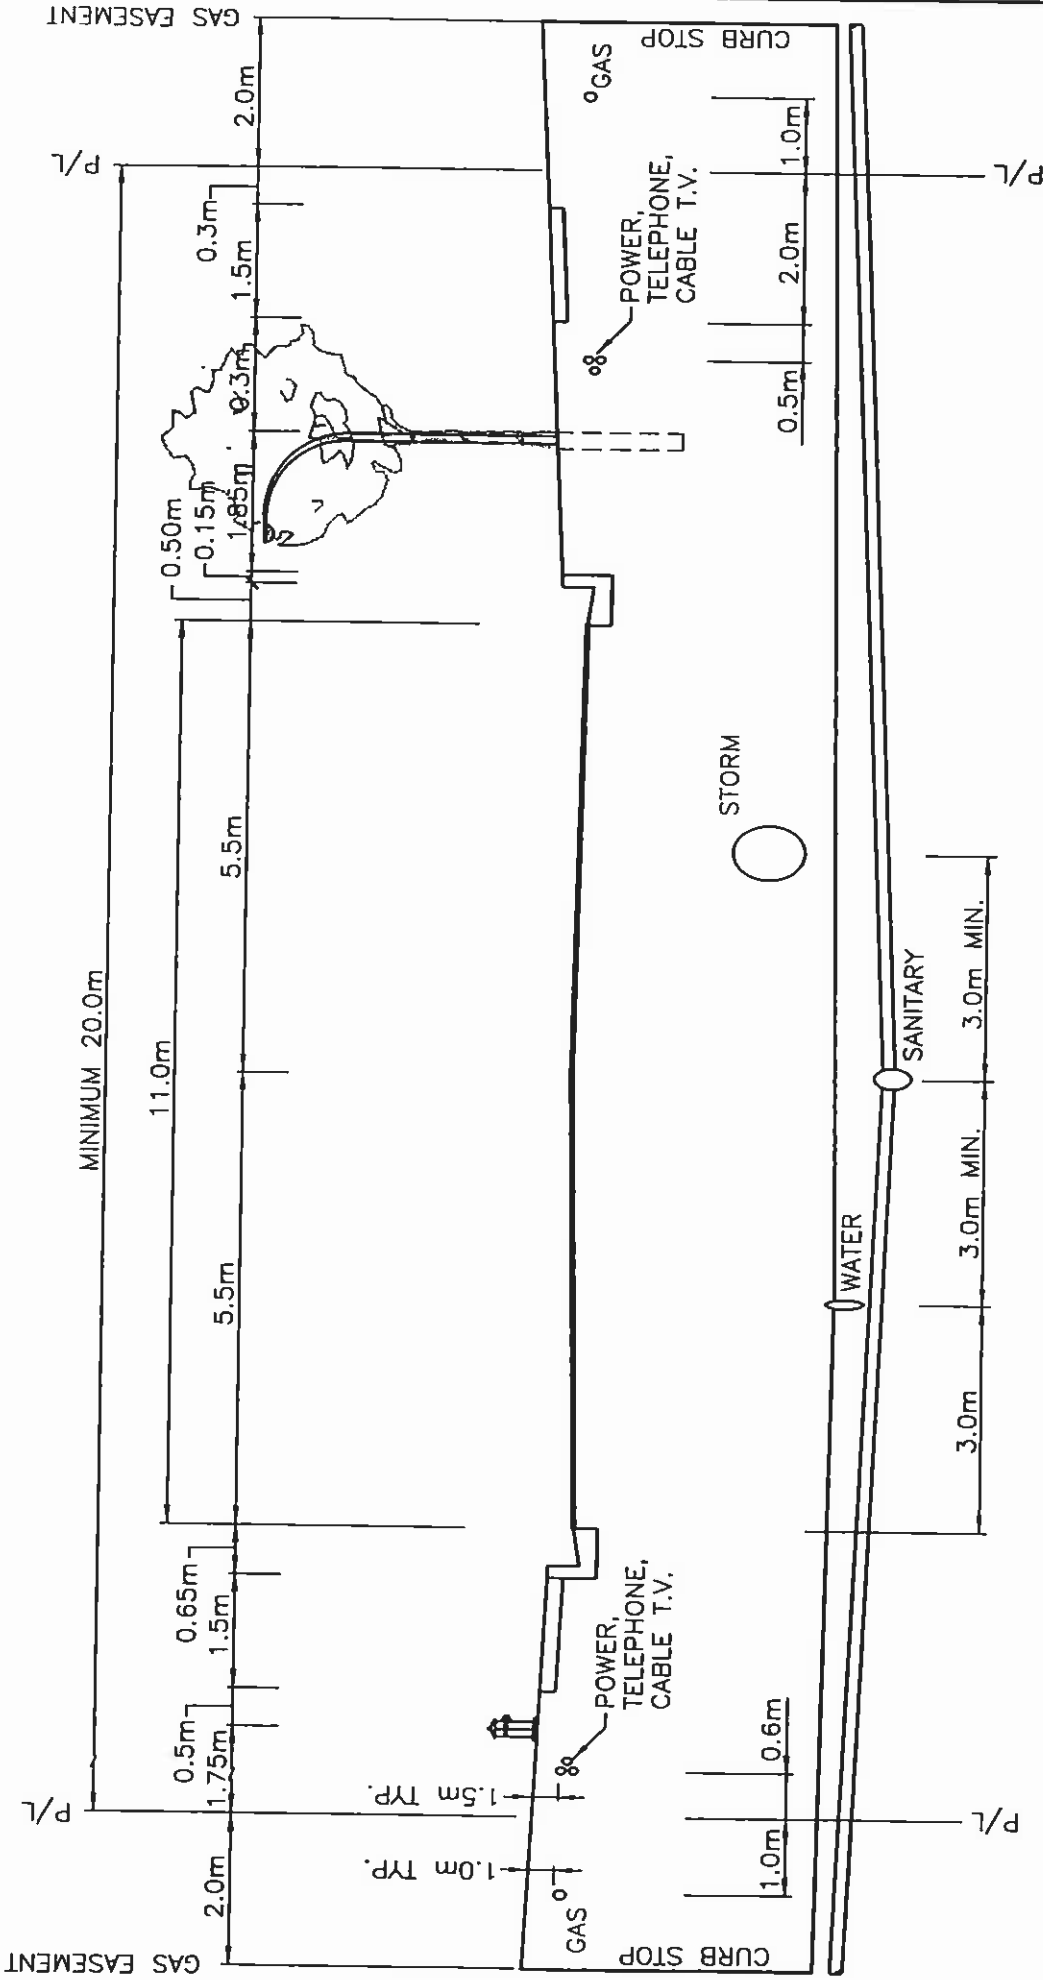 GAS EASEMENT
P/L
2.0m
MINIMUM 20.0m
11.0m
1.75m
0.5m
1.5m
0.65m
5.5m
5.5m
0.50m
0.15m
1.85m
0.3m
1.5m
0.3m
2.0m
P/L
GAS EASEMENT
1.0m TYP.
1.5m TYP.
GAS
POWER,
TELEPHONE,
CABLE T.V.
POWER,
TELEPHONE,
CABLE T.V.
GAS
STORM
CURB STOP
WATER
SANITARY
CURB STOP
1.0m
0.6m
0.5m
2.0m
1.0m
P/L
3.0m
3.0m MIN.
3.0m MIN.
P/L